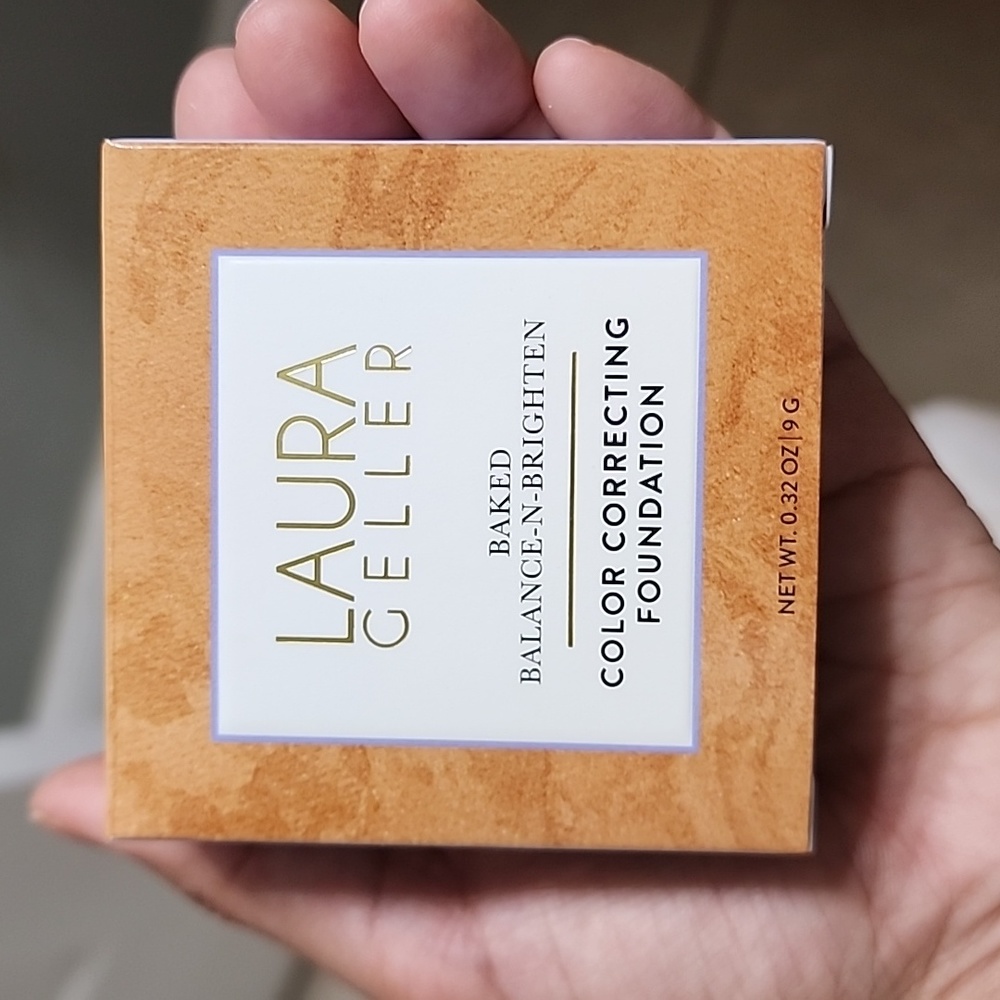 LAURA
GELLER
BAKED
BALANCE-N-BRIGHTEN
COLOR CORRECTING
FOUNDATION
NET WT. 0.32 OZ | 9 G